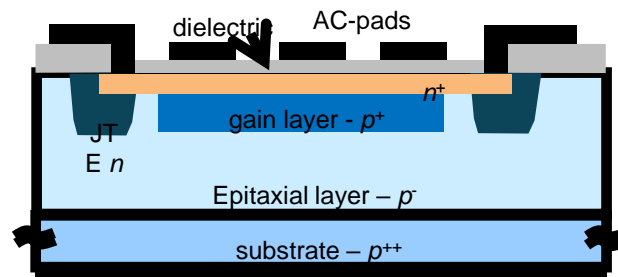 dielectric AC-pads
n+
gain layer - p+
JT
E n
Epitaxial layer – p-
substrate – p++